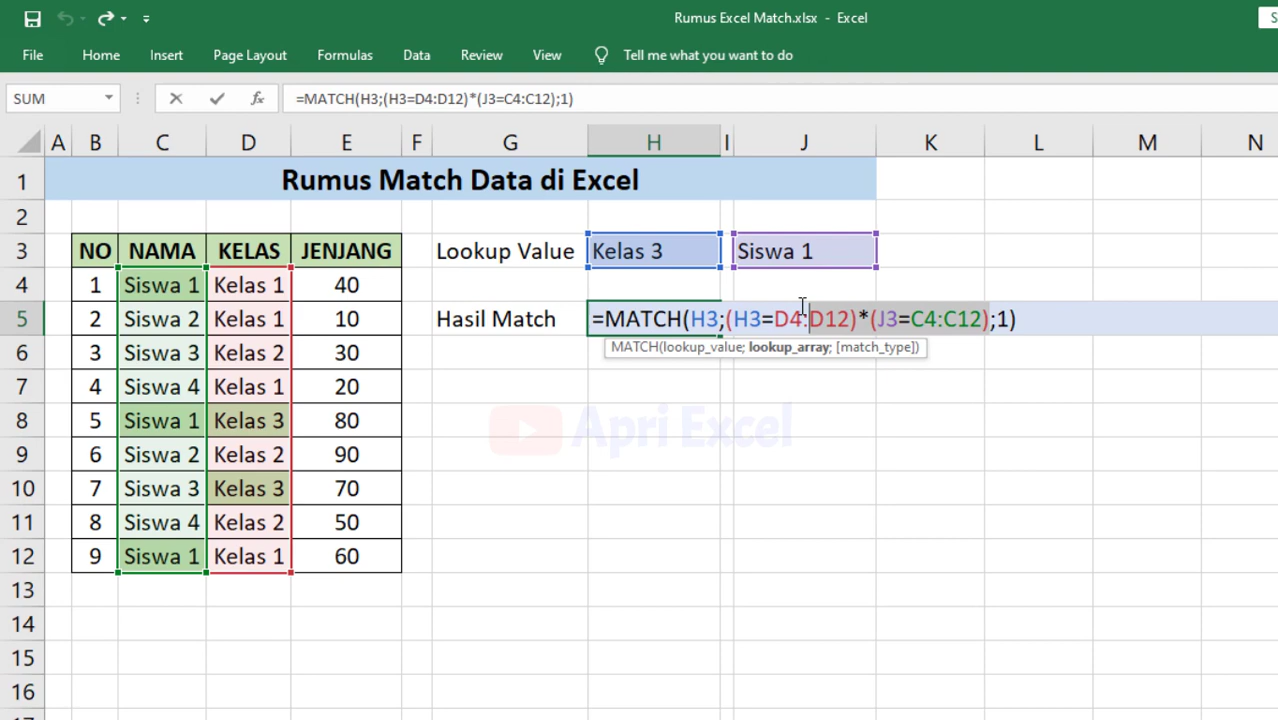 Rumus Excel Match.xlsx - Excel
S
File Home Insert Page Layout Formulas Data Review View Tell me what you want to do
SUM fx =MATCH(H3;(H3=D4:D12)*(J3=C4:C12);1)
A B C D E F G H I J K L M N
1 Rumus Match Data di Excel
2
3 NO NAMA KELAS JENJANG Lookup Value Kelas 3 Siswa 1
4 1 Siswa 1 Kelas 1 40
5 2 Siswa 2 Kelas 1 10 Hasil Match =MATCH(H3;(H3=D4:D12)*(J3=C4:C12);1)
MATCH(lookup_value; lookup_array; [match_type])
6 3 Siswa 3 Kelas 2 30
7 4 Siswa 4 Kelas 1 20
8 5 Siswa 1 Kelas 3 80
Apri Excel
9 6 Siswa 2 Kelas 2 90
10 7 Siswa 3 Kelas 3 70
11 8 Siswa 4 Kelas 2 50
12 9 Siswa 1 Kelas 1 60
13
14
15
16